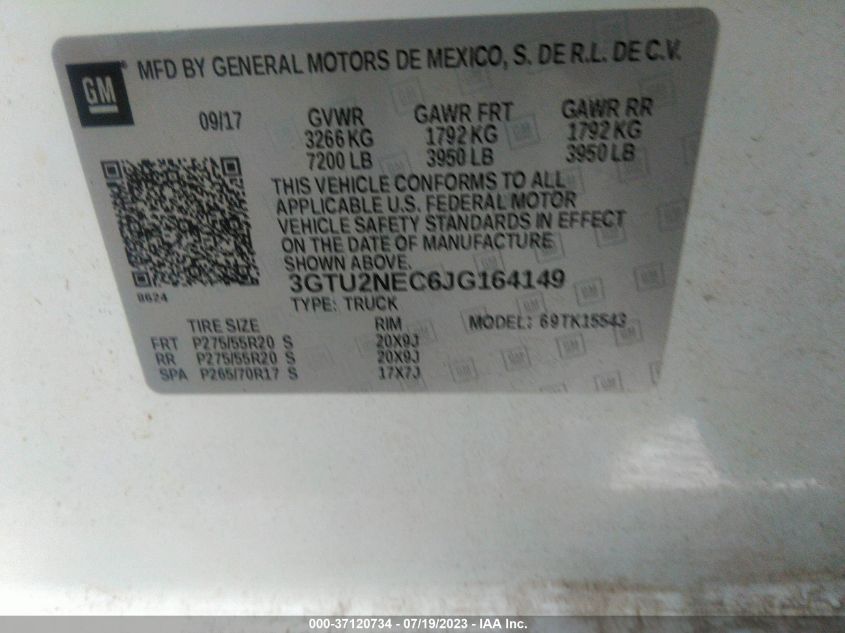 GM
MFD BY GENERAL MOTORS DE MEXICO, S. DE R.L. DE C.V.
09/17 GVWR GAWR FRT GAWR RR
3266 KG 1792 KG 1792 KG
7200 LB 3950 LB 3950 LB
THIS VEHICLE CONFORMS TO ALL
APPLICABLE U.S. FEDERAL MOTOR
VEHICLE SAFETY STANDARDS IN EFFECT
ON THE DATE OF MANUFACTURE
SHOWN ABOVE.
3GTU2NEC6JG164149
0624
TYPE: TRUCK
TIRE SIZE RIM MODEL: 69TK15543
FRT P275/55R20 S 20X9J
RR P275/55R20 S 20X9J
SPA P265/70R17 S 17X7J
000-37120734 - 07/19/2023 - IAA Inc.